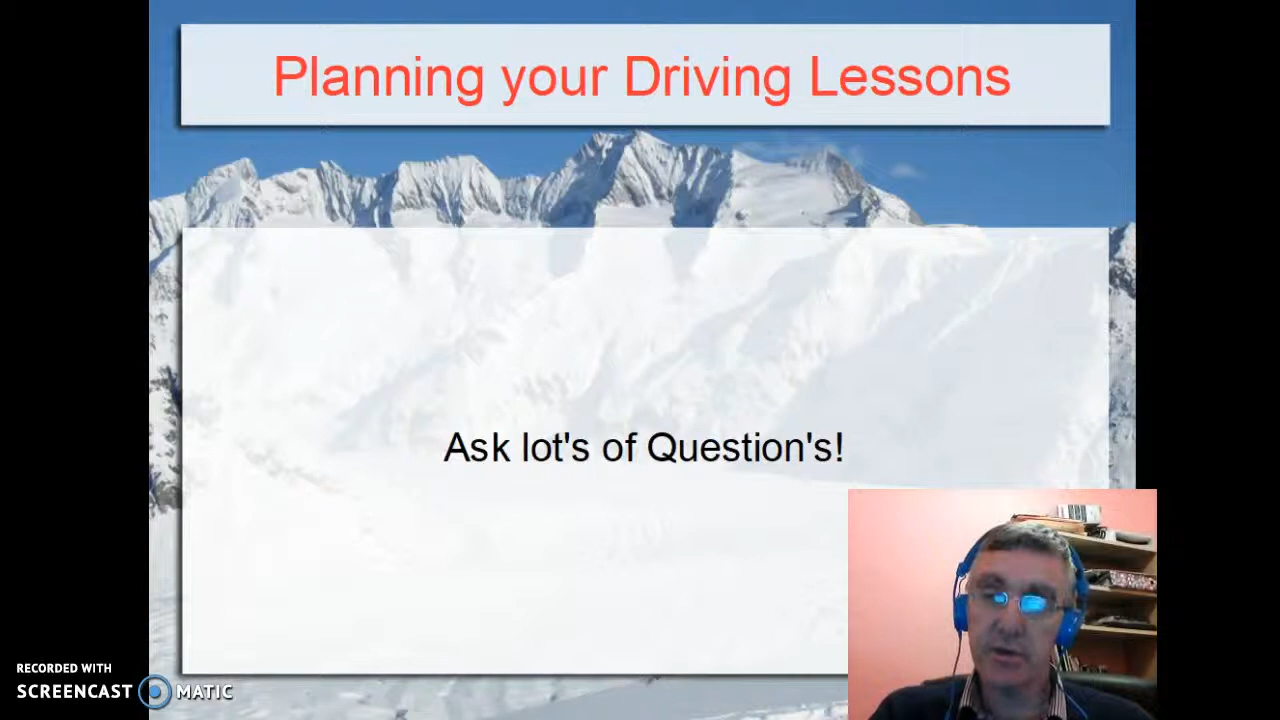 Planning your Driving Lessons
Ask lot's of Question's!
RECORDED WITH
SCREENCAST MATIC